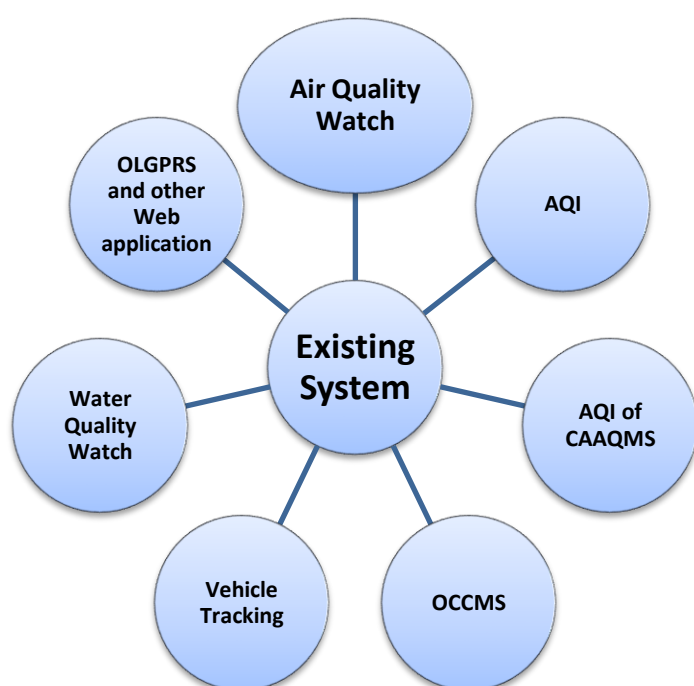 Air Quality
Watch
OLGPRS
and other
Web
application
AQI
Existing
System
Water
Quality
Watch
AQI of
CAAQMS
Vehicle
Tracking
OCCMS